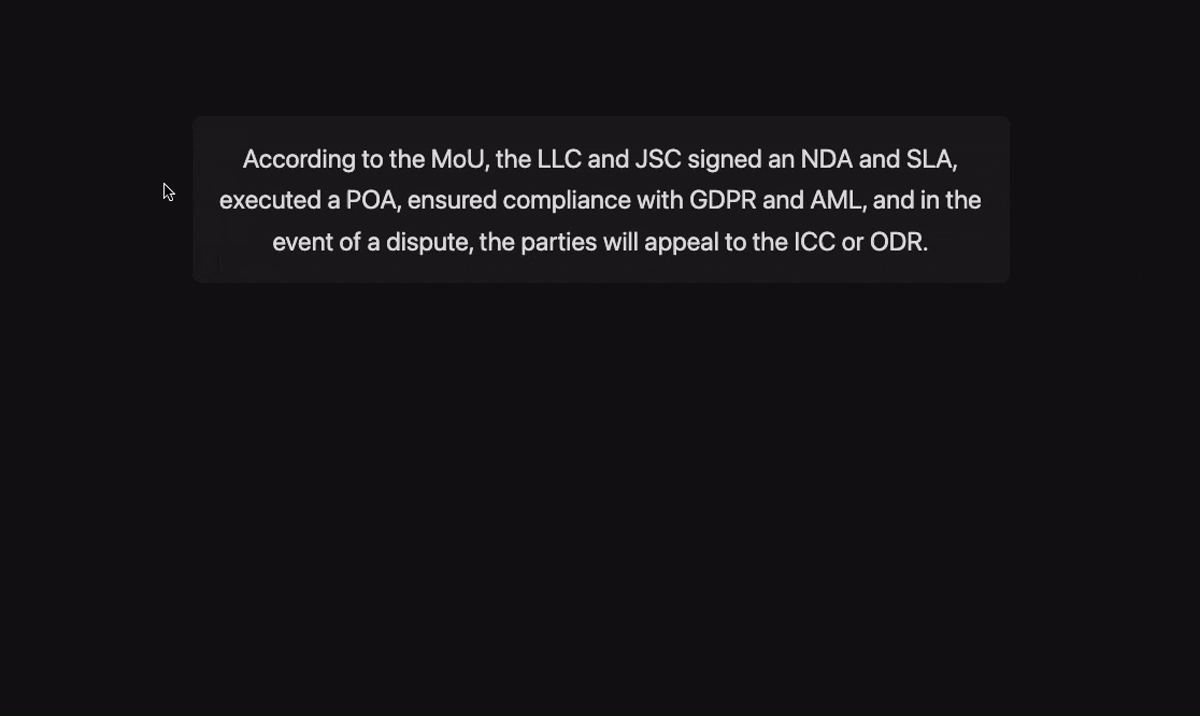 According to the MoU, the LLC and JSC signed an NDA and SLA,
executed a POA, ensured compliance with GDPR and AML, and in the
event of a dispute, the parties will appeal to the ICC or ODR.